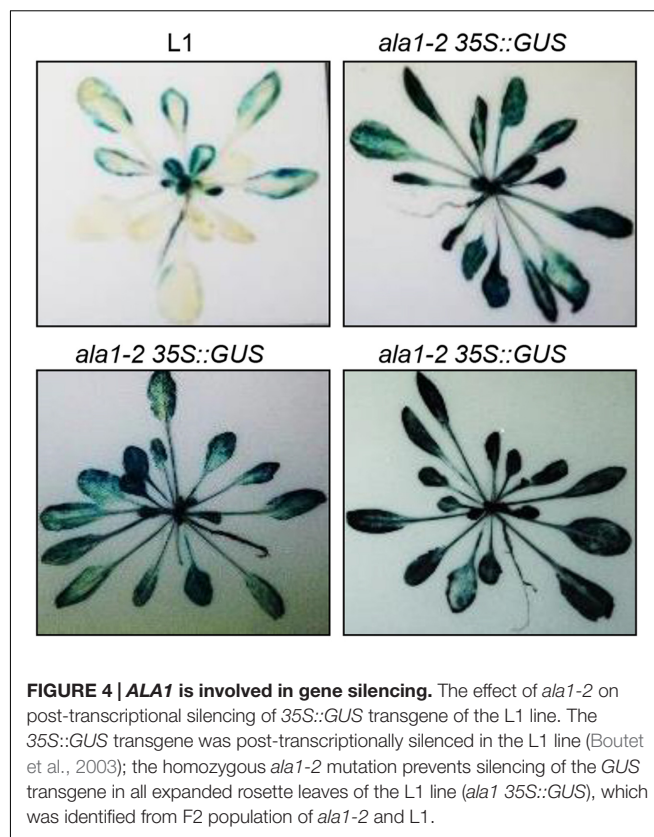 L1
ala1-2 35S::GUS
ala1-2 35S::GUS
ala1-2 35S::GUS
FIGURE 4 | ALA1 is involved in gene silencing. The effect of ala1-2 on
post-transcriptional silencing of 35S::GUS transgene of the L1 line. The
35S::GUS transgene was post-transcriptionally silenced in the L1 line (Boutet
et al., 2003); the homozygous ala1-2 mutation prevents silencing of the GUS
transgene in all expanded rosette leaves of the L1 line (ala1 35S::GUS), which
was identified from F2 population of ala1-2 and L1.